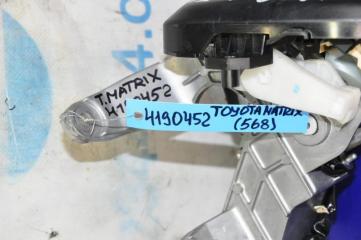 T.MATRIX
4190452
4190452 TOYOTA MATRIX
(568)